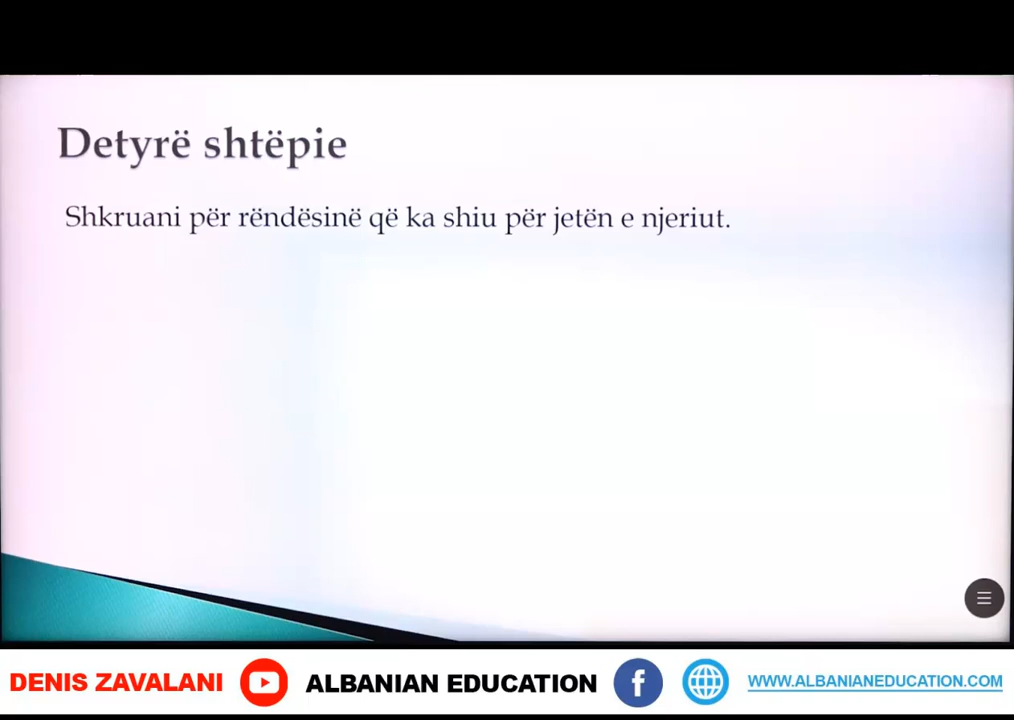 Detyrë shtëpie
Shkruani për rëndësinë që ka shiu për jetën e njeriut.
DENIS ZAVALANI ALBANIAN EDUCATION WWW.ALBANIANEDUCATION.COM